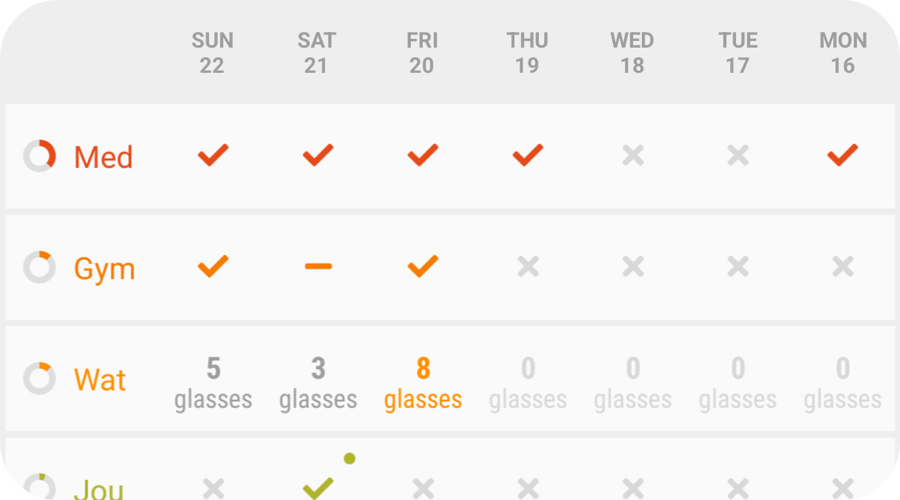 SUN SAT FRI THU WED TUE MON
22 21 20 19 18 17 16
Med
Gym
Wat 5 3 8 0 0 0 0
glasses glasses glasses glasses glasses glasses glasses
Jou